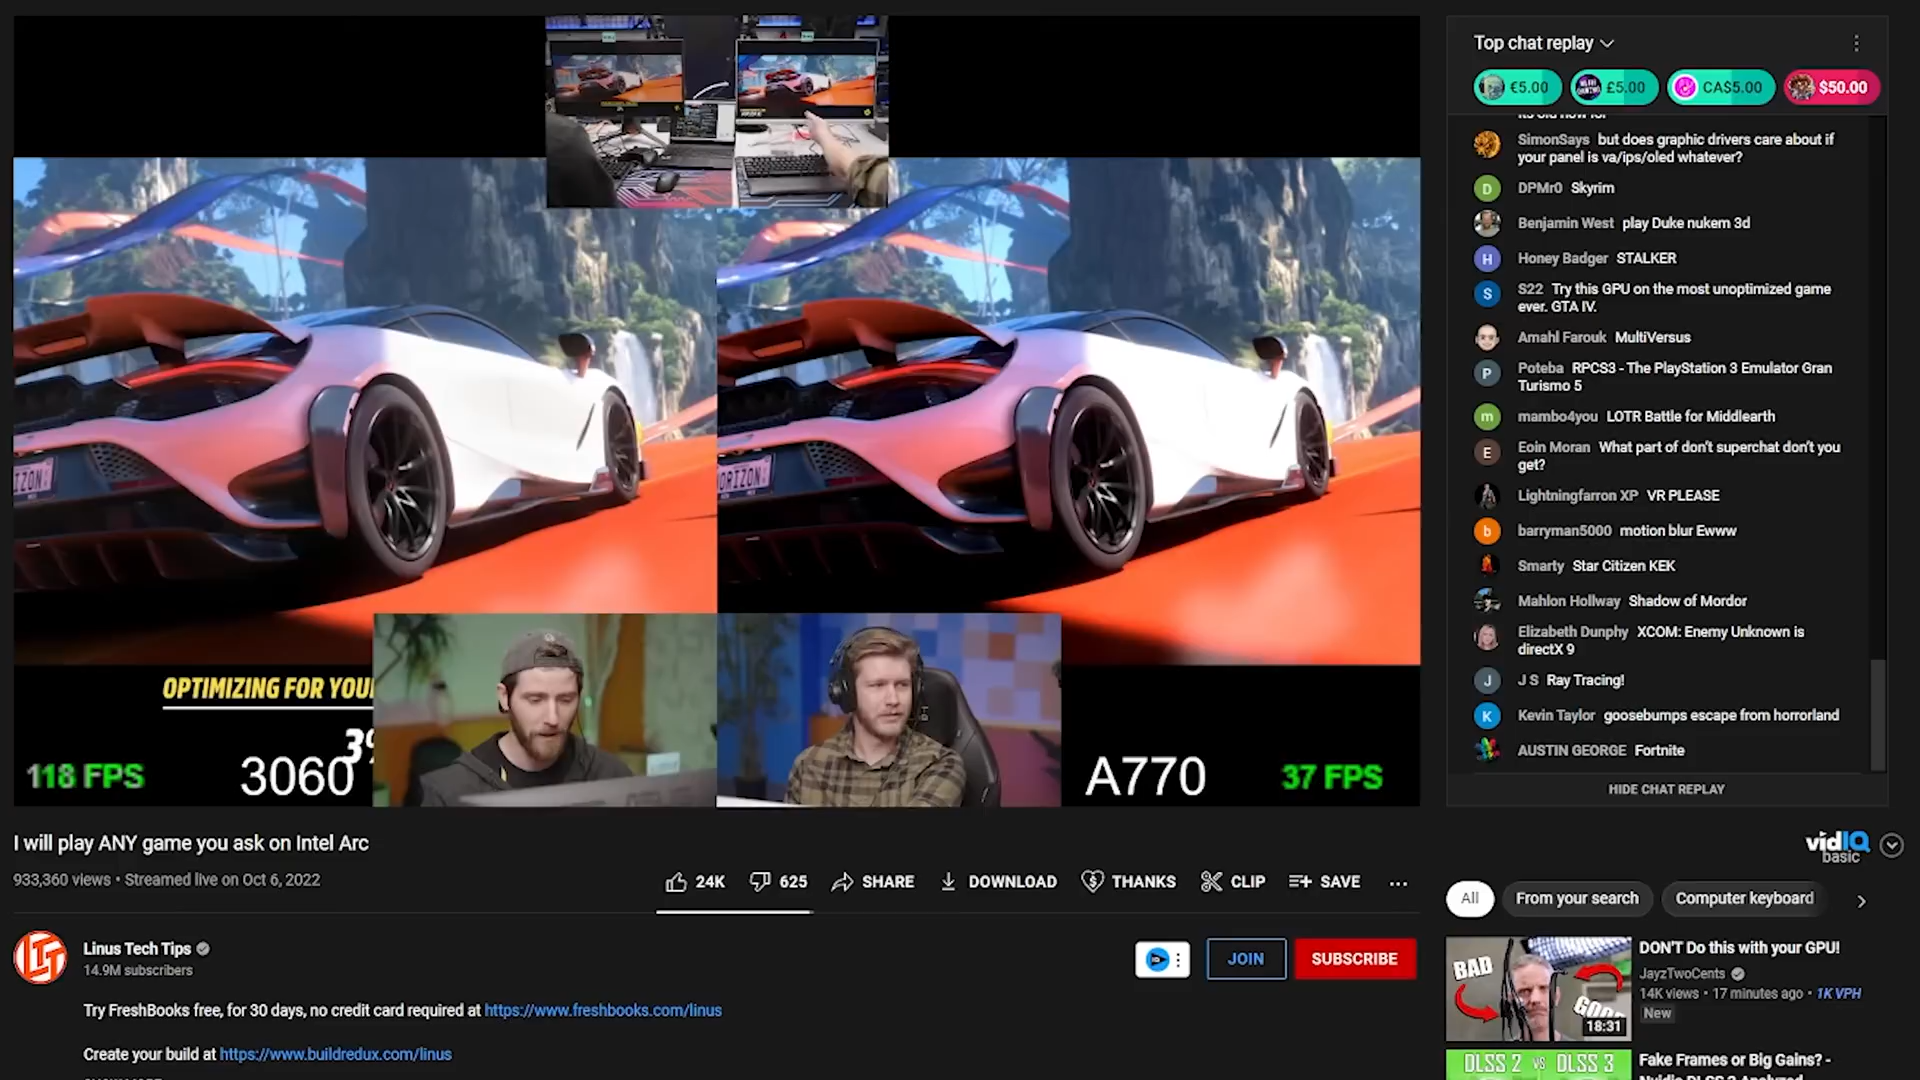 OPTIMIZING FOR YOU
3
118 FPS
3060
A770
37 FPS
IZON
ORIZON
I will play ANY game you ask on Intel Arc
933,360 views • Streamed live on Oct 6, 2022
24K
625
SHARE
DOWNLOAD
THANKS
CLIP
SAVE
Linus Tech Tips
14.9M subscribers
JOIN
SUBSCRIBE
Try FreshBooks free, for 30 days, no credit card required at https://www.freshbooks.com/linus
Create your build at https://www.buildredux.com/linus
Top chat replay
€5.00
£5.00
CA$5.00
$50.00
SimonSays but does graphic drivers care about if
your panel is va/ips/oled whatever?
D
DPMr0 Skyrim
Benjamin West play Duke nukem 3d
H
Honey Badger STALKER
S
S22 Try this GPU on the most unoptimized game
ever. GTA IV.
Amahl Farouk MultiVersus
P
Poteba RPCS3 - The PlayStation 3 Emulator Gran
Turismo 5
m
mambo4you LOTR Battle for Middlearth
E
Eoin Moran What part of don't superchat don't you
get?
Lightningfarron XP VR PLEASE
b
barryman5000 motion blur Ewww
Smarty Star Citizen KEK
Mahlon Hollway Shadow of Mordor
Elizabeth Dunphy XCOM: Enemy Unknown is
directX 9
J
J S Ray Tracing!
K
Kevin Taylor goosebumps escape from horrorland
AUSTIN GEORGE Fortnite
HIDE CHAT REPLAY
vidIQ
basic
All
From your search
Computer keyboard
BAD
GOOD
18:31
DON'T Do this with your GPU!
JayzTwoCents
14K views • 17 minutes ago • 1K VPH
New
DLSS 2 VS DLSS 3
Fake Frames or Big Gains? -